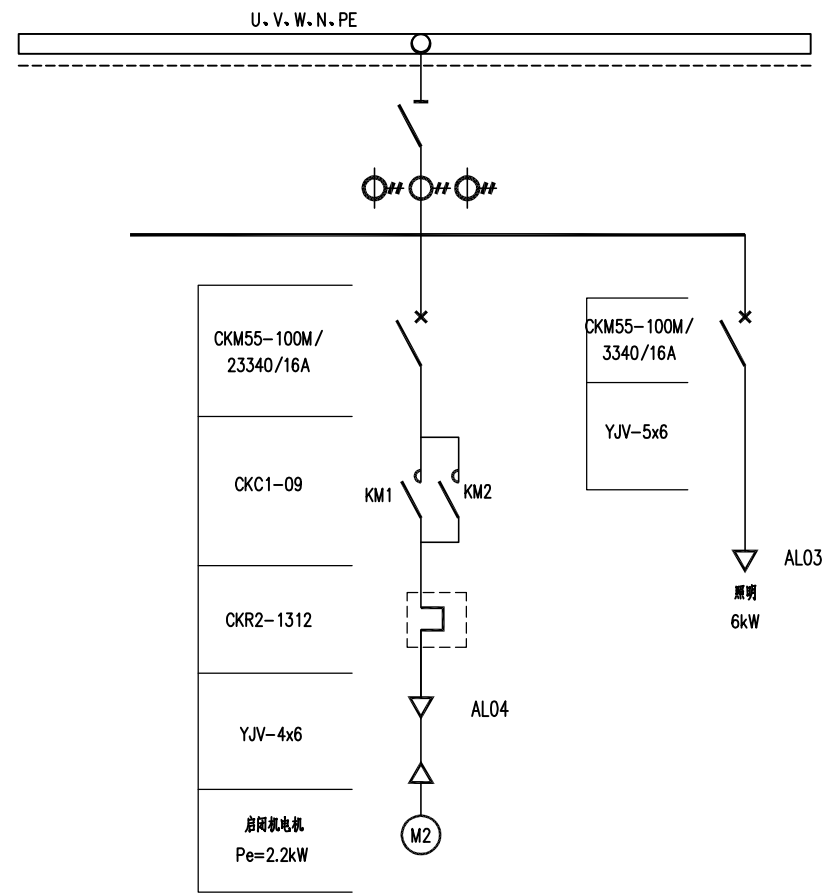 U、V、W、N、PE
CKM55-100M/
23340/16A
CKM55-100M/
3340/16A
YJV-5x6
CKC1-09
KM1
KM2
AL03
照明
6kW
CKR2-1312
AL04
YJV-4x6
启闭机电机
Pe=2.2kW
M2